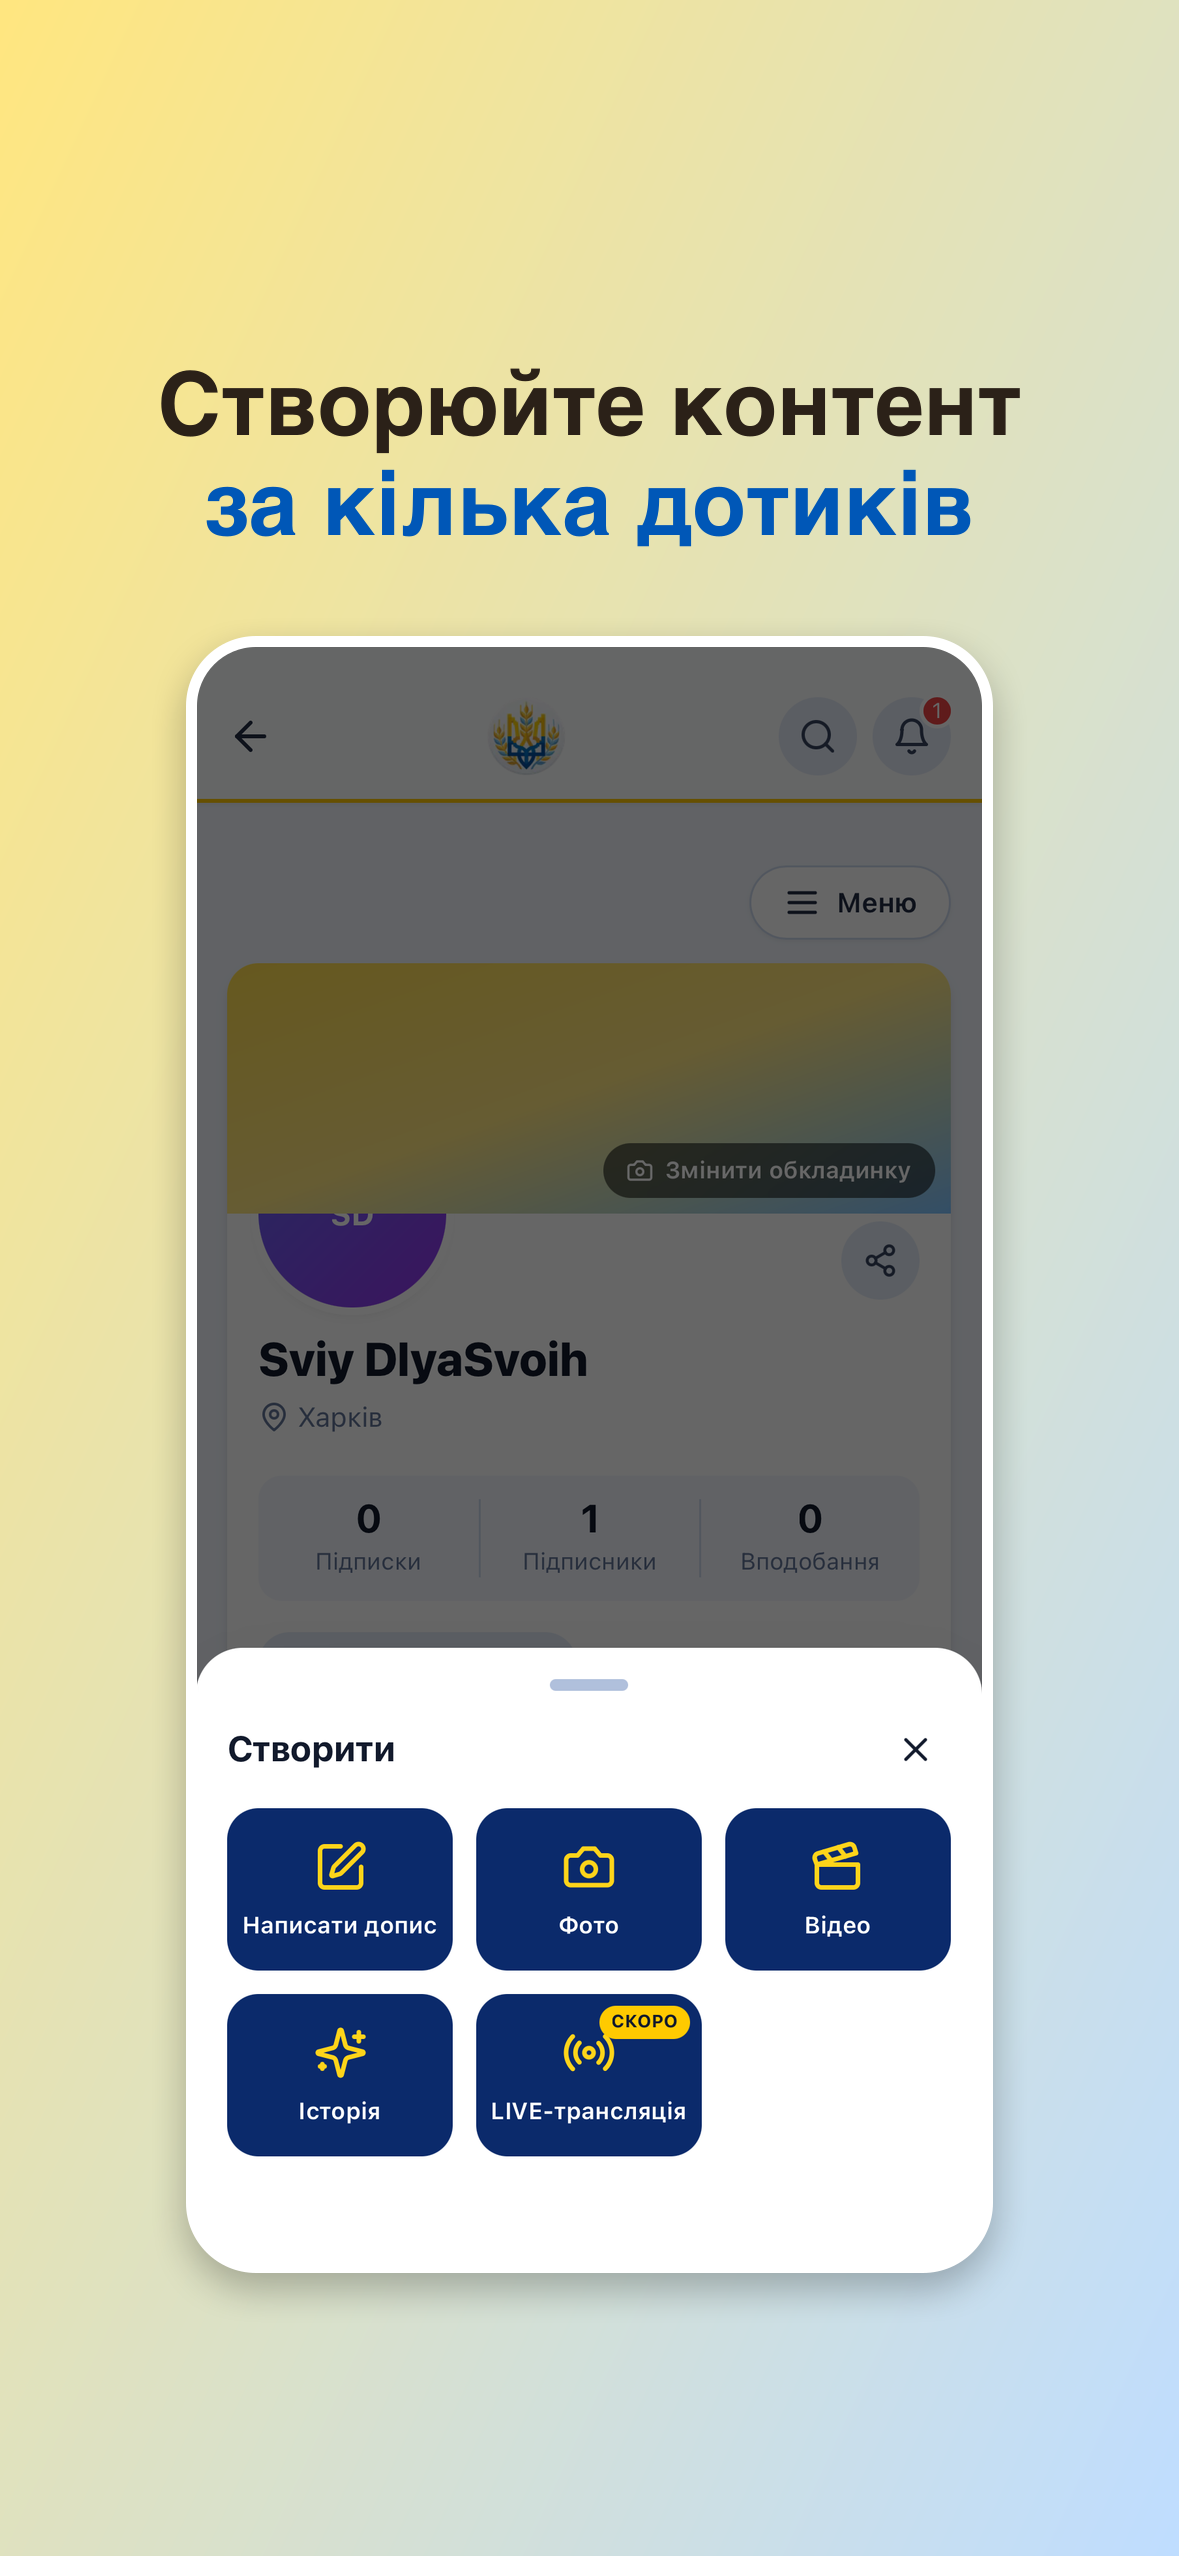 Створюйте контент
за кілька дотиків
1
Меню
Змінити обкладинку
SD
Sviy DlyaSvoih
Харків
0 1 0
Підписки Підписники Вподобання
Створити
Написати допис Фото Відео
СКОРО
Історія LIVE-трансляція